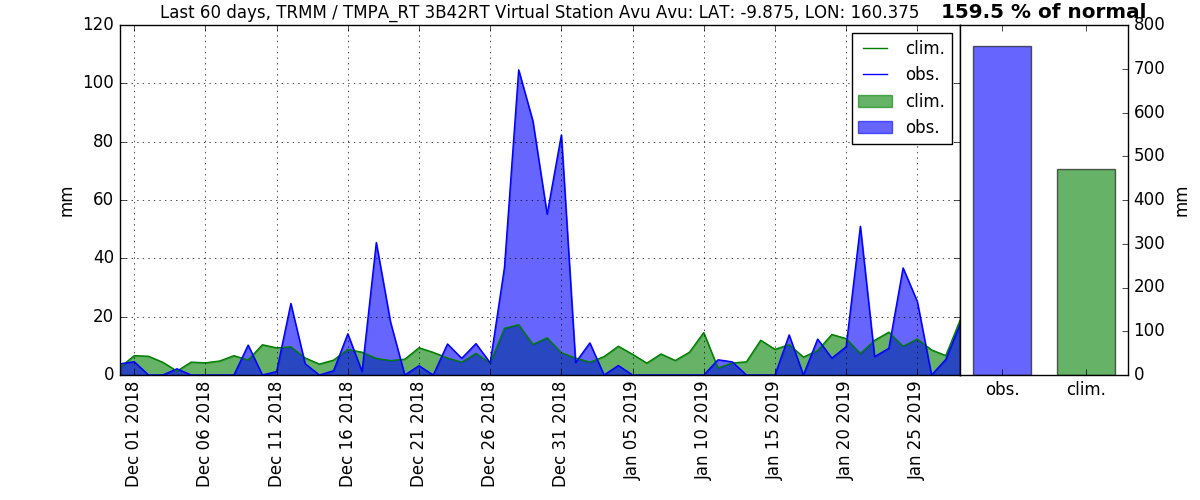 Last 60 days, TRMM / TMPA_RT 3B42RT Virtual Station Avu Avu: LAT: -9.875, LON: 160.375
159.5 % of normal
120
100
80
60
40
20
0
mm
clim.
obs.
clim.
obs.
Dec 01 2018
Dec 06 2018
Dec 11 2018
Dec 16 2018
Dec 21 2018
Dec 26 2018
Dec 31 2018
Jan 05 2019
Jan 10 2019
Jan 15 2019
Jan 20 2019
Jan 25 2019
800
700
600
500
400
300
200
100
0
mm
obs.
clim.